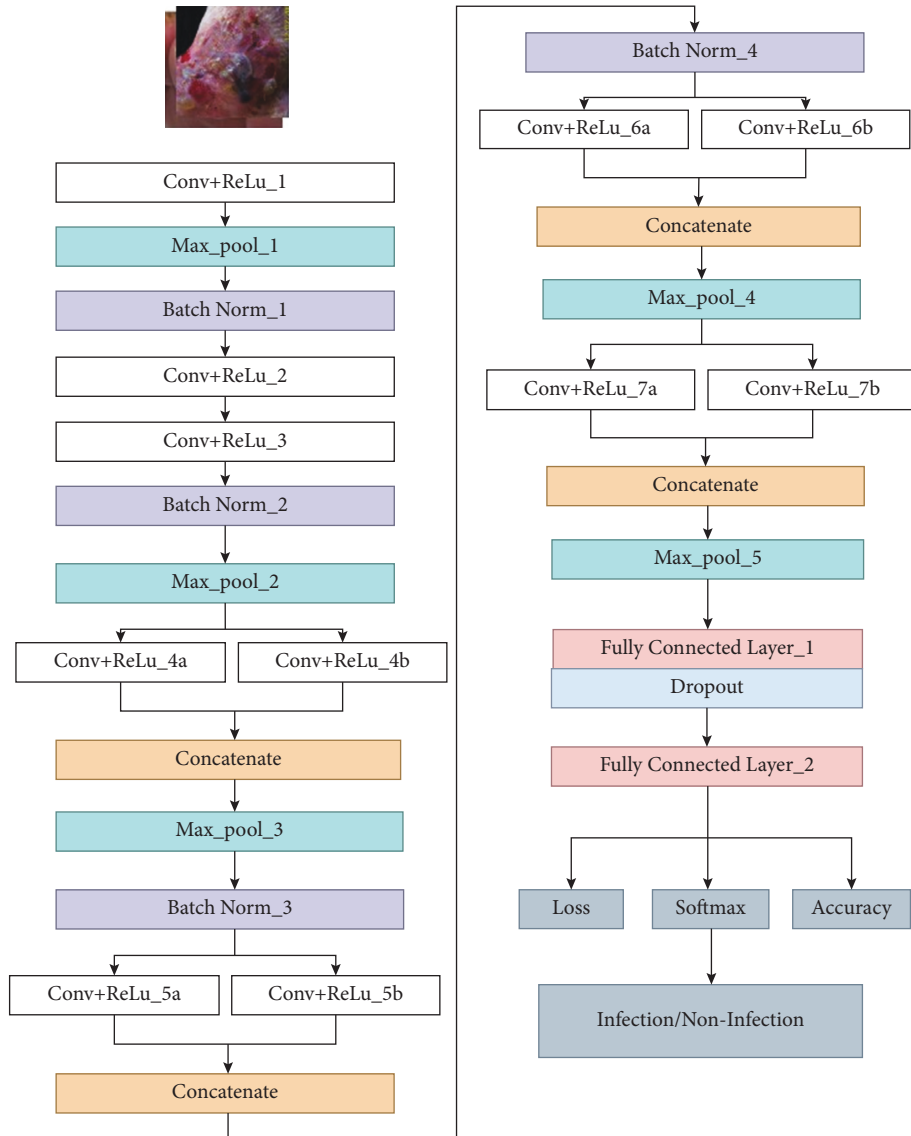 Conv+ReLu_1
Max_pool_1
Batch Norm_1
Conv+ReLu_2
Conv+ReLu_3
Batch Norm_2
Max_pool_2
Conv+ReLU_4a
Conv+ReLU_4b
Concatenate
Max_pool_3
Batch Norm_3
Conv+ReLU_5a
Conv+ReLU_5b
Concatenate
Batch Norm_4
Conv+ReLU_6a
Conv+ReLU_6b
Concatenate
Max_pool_4
Conv+ReLU_7a
Conv+ReLU_7b
Concatenate
Max_pool_5
Fully Connected Layer_1
Dropout
Fully Connected Layer_2
Loss
Softmax
Accuracy
Infection/Non-Infection